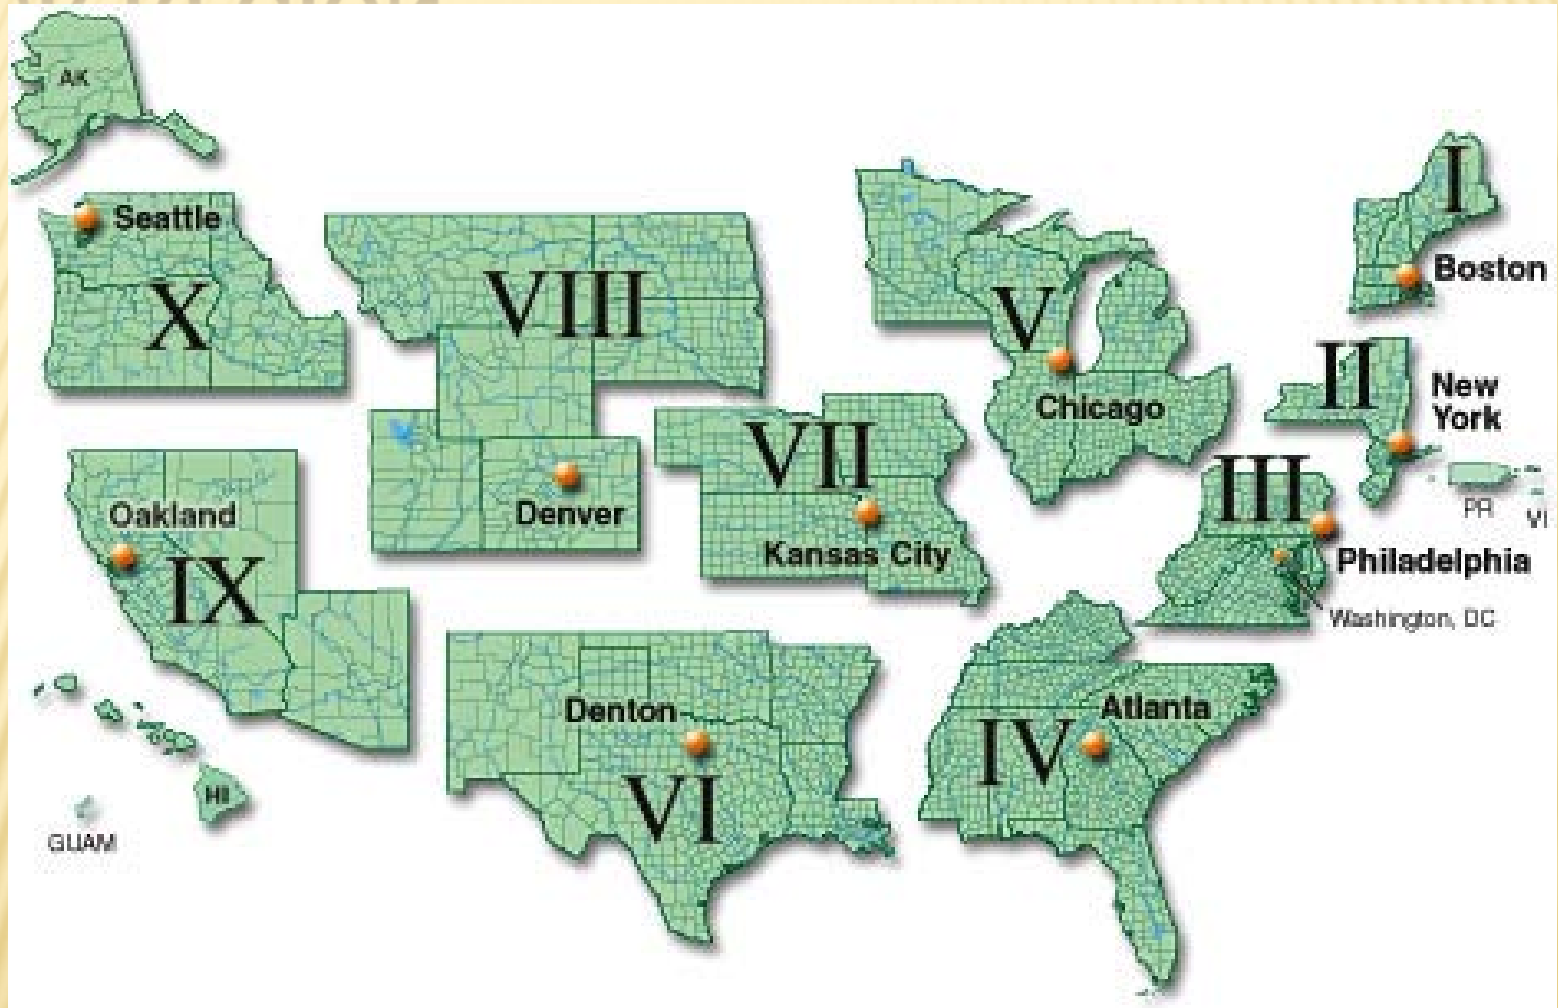 AK
Seattle
X
VIII
V
I
Boston
II
New
York
Chicago
VII
III
PR
VI
Oakland
IX
Denver
Kansas City
Philadelphia
Washington, DC
Denton
VI
Atlanta
IV
HI
GUAM